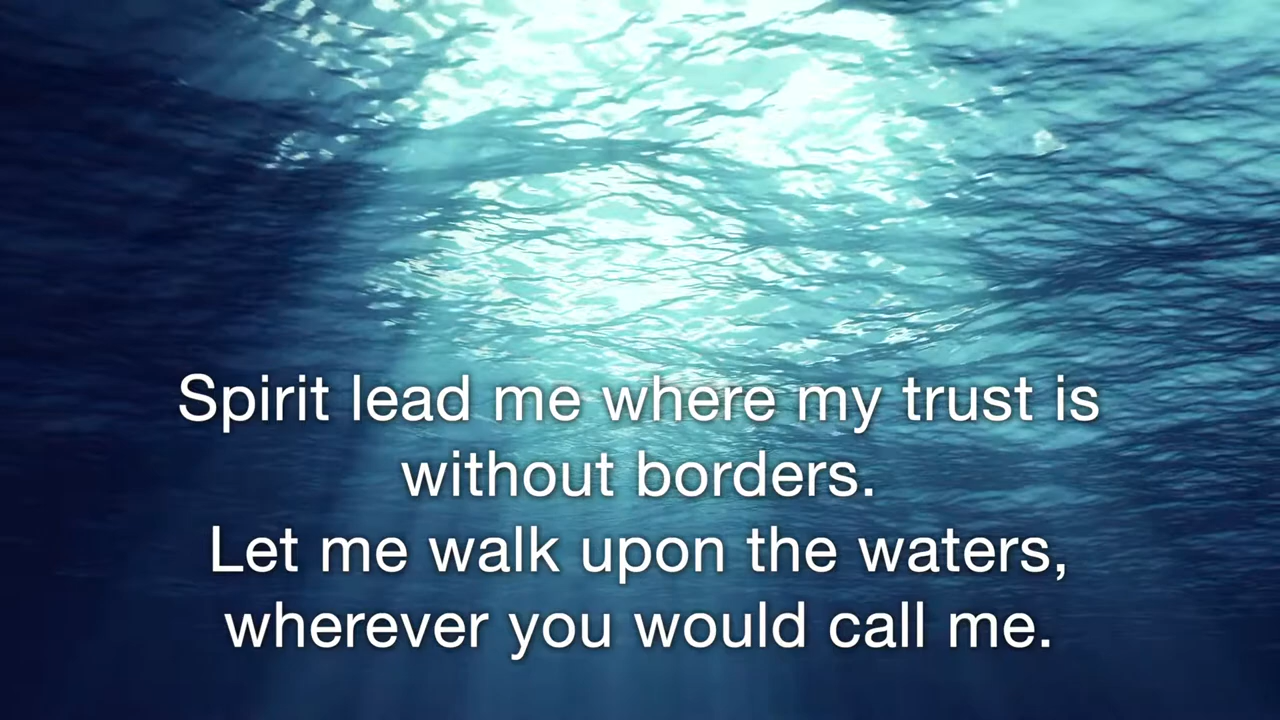 Spirit lead me where my trust is
without borders.
Let me walk upon the waters,
wherever you would call me.